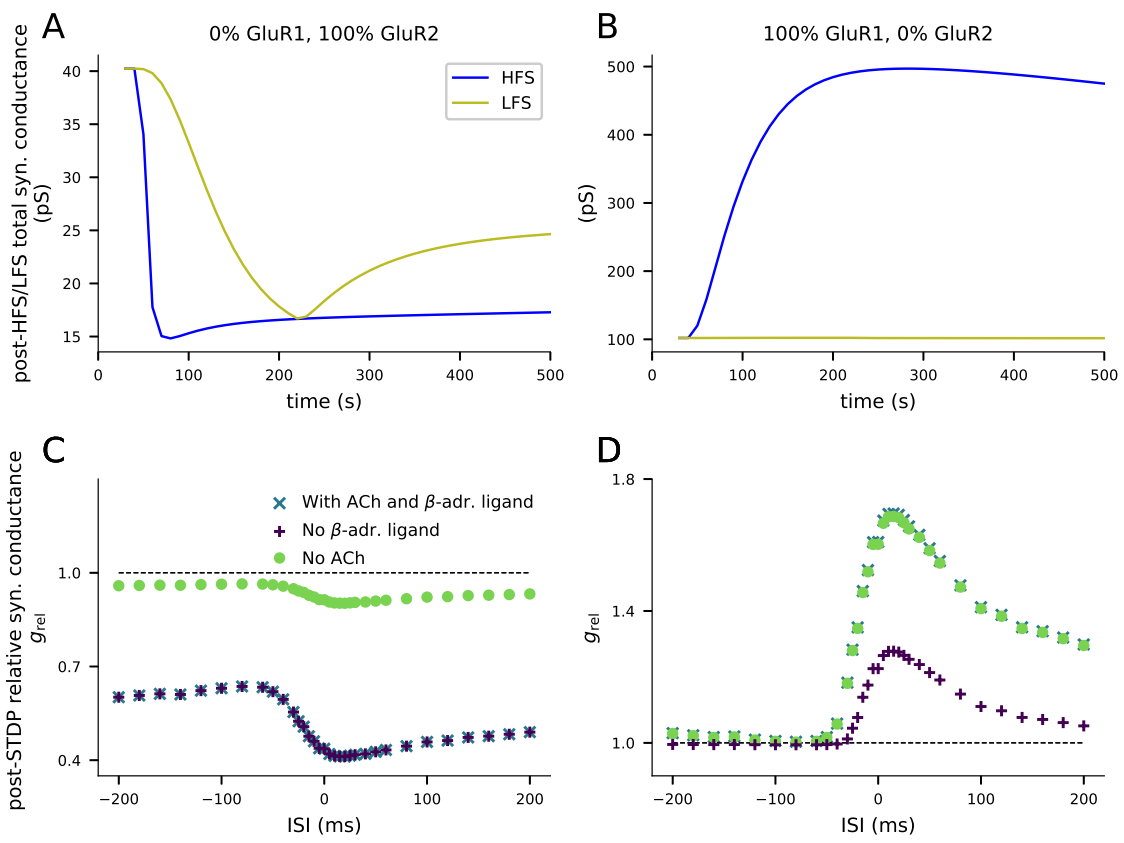 A
0% GluR1, 100% GluR2
post-HFS/LFS total syn. conductance
(pS)
40
35
30
25
20
15
HFS
LFS
0
100
200
300
400
500
time (s)
B
100% GluR1, 0% GluR2
(pS)
500
400
300
200
100
0
100
200
300
400
500
time (s)
C
post-STDP relative syn. conductance
g_rel
1.0
0.7
0.4
With ACh and β-adr. ligand
No β-adr. ligand
No ACh
−200
−100
0
100
200
ISI (ms)
D
g_rel
1.8
1.4
1.0
−200
−100
0
100
200
ISI (ms)